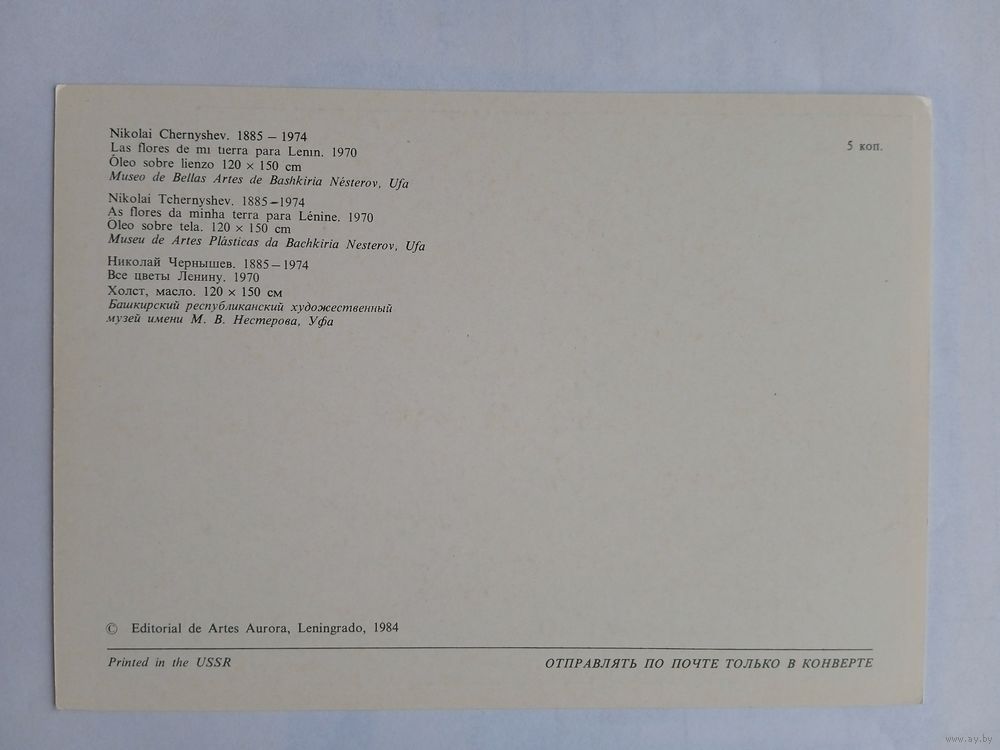 Nikolai Chernyshev. 1885 – 1974
Las flores de mi tierra para Lenin. 1970
Óleo sobre lienzo 120 × 150 cm
Museo de Bellas Artes de Bashkiria Nésterov, Ufa
5 коп.
Nikolai Tchernyshev. 1885–1974
As flores da minha terra para Lénine. 1970
Óleo sobre tela. 120 × 150 cm
Museu de Artes Plásticas da Bachkiria Nesterov, Ufa
Николай Чернышев. 1885–1974
Все цветы Ленину. 1970
Холст, масло. 120 × 150 см
Башкирский республиканский художественный
музей имени М. В. Нестерова, Уфа
© Editorial de Artes Aurora, Leningrado, 1984
Printed in the USSR
ОТПРАВЛЯТЬ ПО ПОЧТЕ ТОЛЬКО В КОНВЕРТЕ
www.ay.by